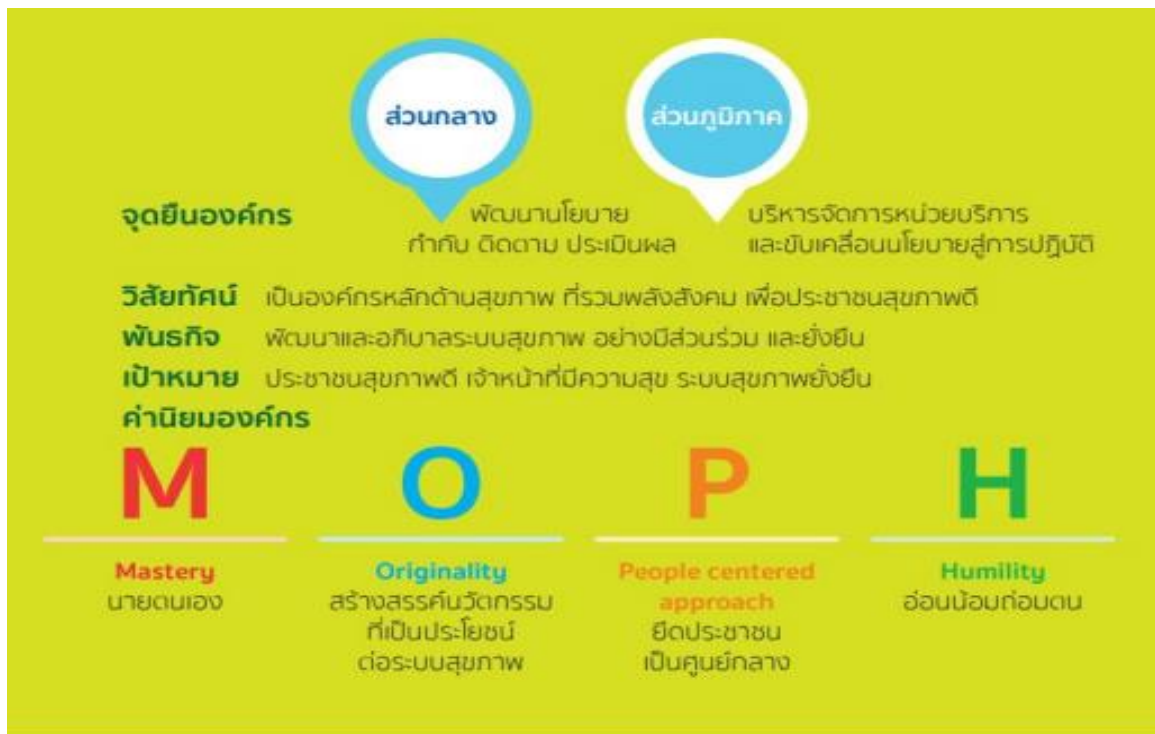 ส่วนกลาง
ส่วนภูมิภาค
จุดยืนองค์กร
พัฒนานโยบาย
กำกับ ติดตาม ประเมินผล
บริหารจัดการหน่วยบริการ
และขับเคลื่อนนโยบายสู่การปฏิบัติ
วิสัยทัศน์ เป็นองค์กรหลักด้านสุขภาพ ที่รวมพลังสังคม เพื่อประชาชนสุขภาพดี
พันธกิจ พัฒนาและอภิบาลระบบสุขภาพ อย่างมีส่วนร่วม และยั่งยืน
เป้าหมาย ประชาชนสุขภาพดี เจ้าหน้าที่มีความสุข ระบบสุขภาพยั่งยืน
ค่านิยมองค์กร
M
Mastery
นายตนเอง
O
Originality
สร้างสรรค์นวัตกรรม
ที่เป็นประโยชน์
ต่อระบบสุขภาพ
P
People centered
approach
ยึดประชาชน
เป็นศูนย์กลาง
H
Humility
อ่อนน้อมถ่อมตน